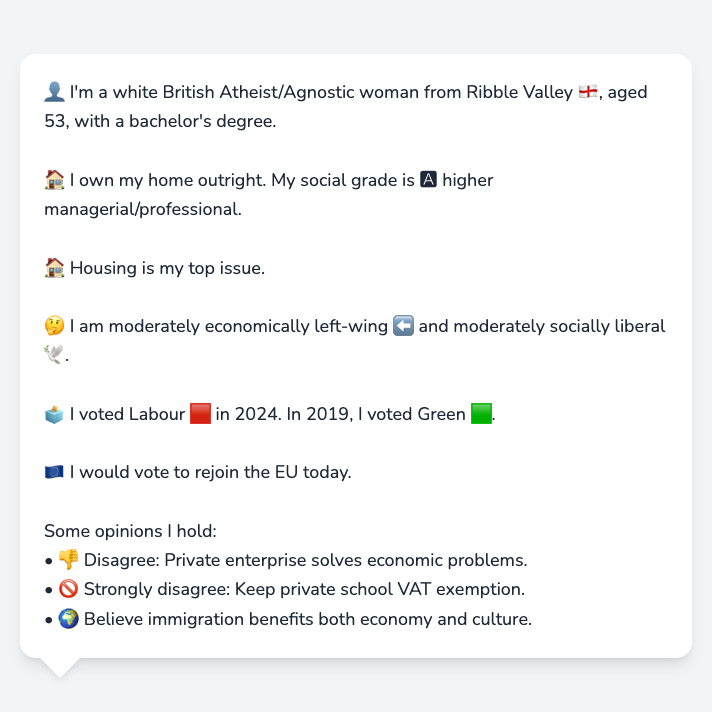 👤 I'm a white British Atheist/Agnostic woman from Ribble Valley 🏴󠁧󠁢󠁥󠁮󠁧󠁿, aged
53, with a bachelor's degree.
🏠 I own my home outright. My social grade is 🅰 higher
managerial/professional.
🏠 Housing is my top issue.
🤔 I am moderately economically left-wing ⬅️ and moderately socially liberal
🕊️.
🗳️ I voted Labour 🟥 in 2024. In 2019, I voted Green 🟩.
🇪🇺 I would vote to rejoin the EU today.
Some opinions I hold:
• 👎 Disagree: Private enterprise solves economic problems.
• 🚫 Strongly disagree: Keep private school VAT exemption.
• 🌍 Believe immigration benefits both economy and culture.